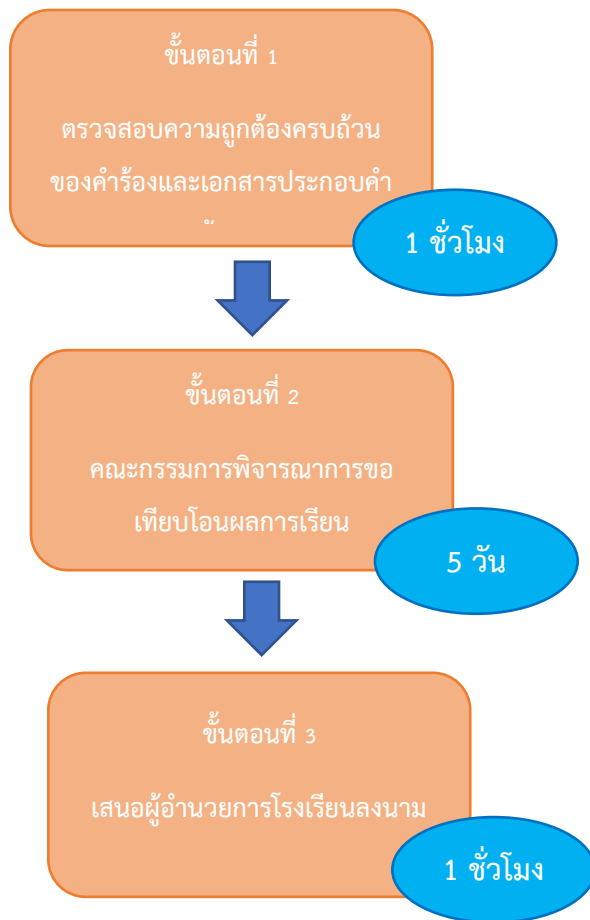 ขั้นตอนที่ 1
ตรวจสอบความถูกต้องครบถ้วน
ของคำร้องและเอกสารประกอบคำ
1 ชั่วโมง
ขั้นตอนที่ 2
คณะกรรมการพิจารณาการขอ
เทียบโอนผลการเรียน
5 วัน
ขั้นตอนที่ 3
เสนอผู้อำนวยการโรงเรียนลงนาม
1 ชั่วโมง